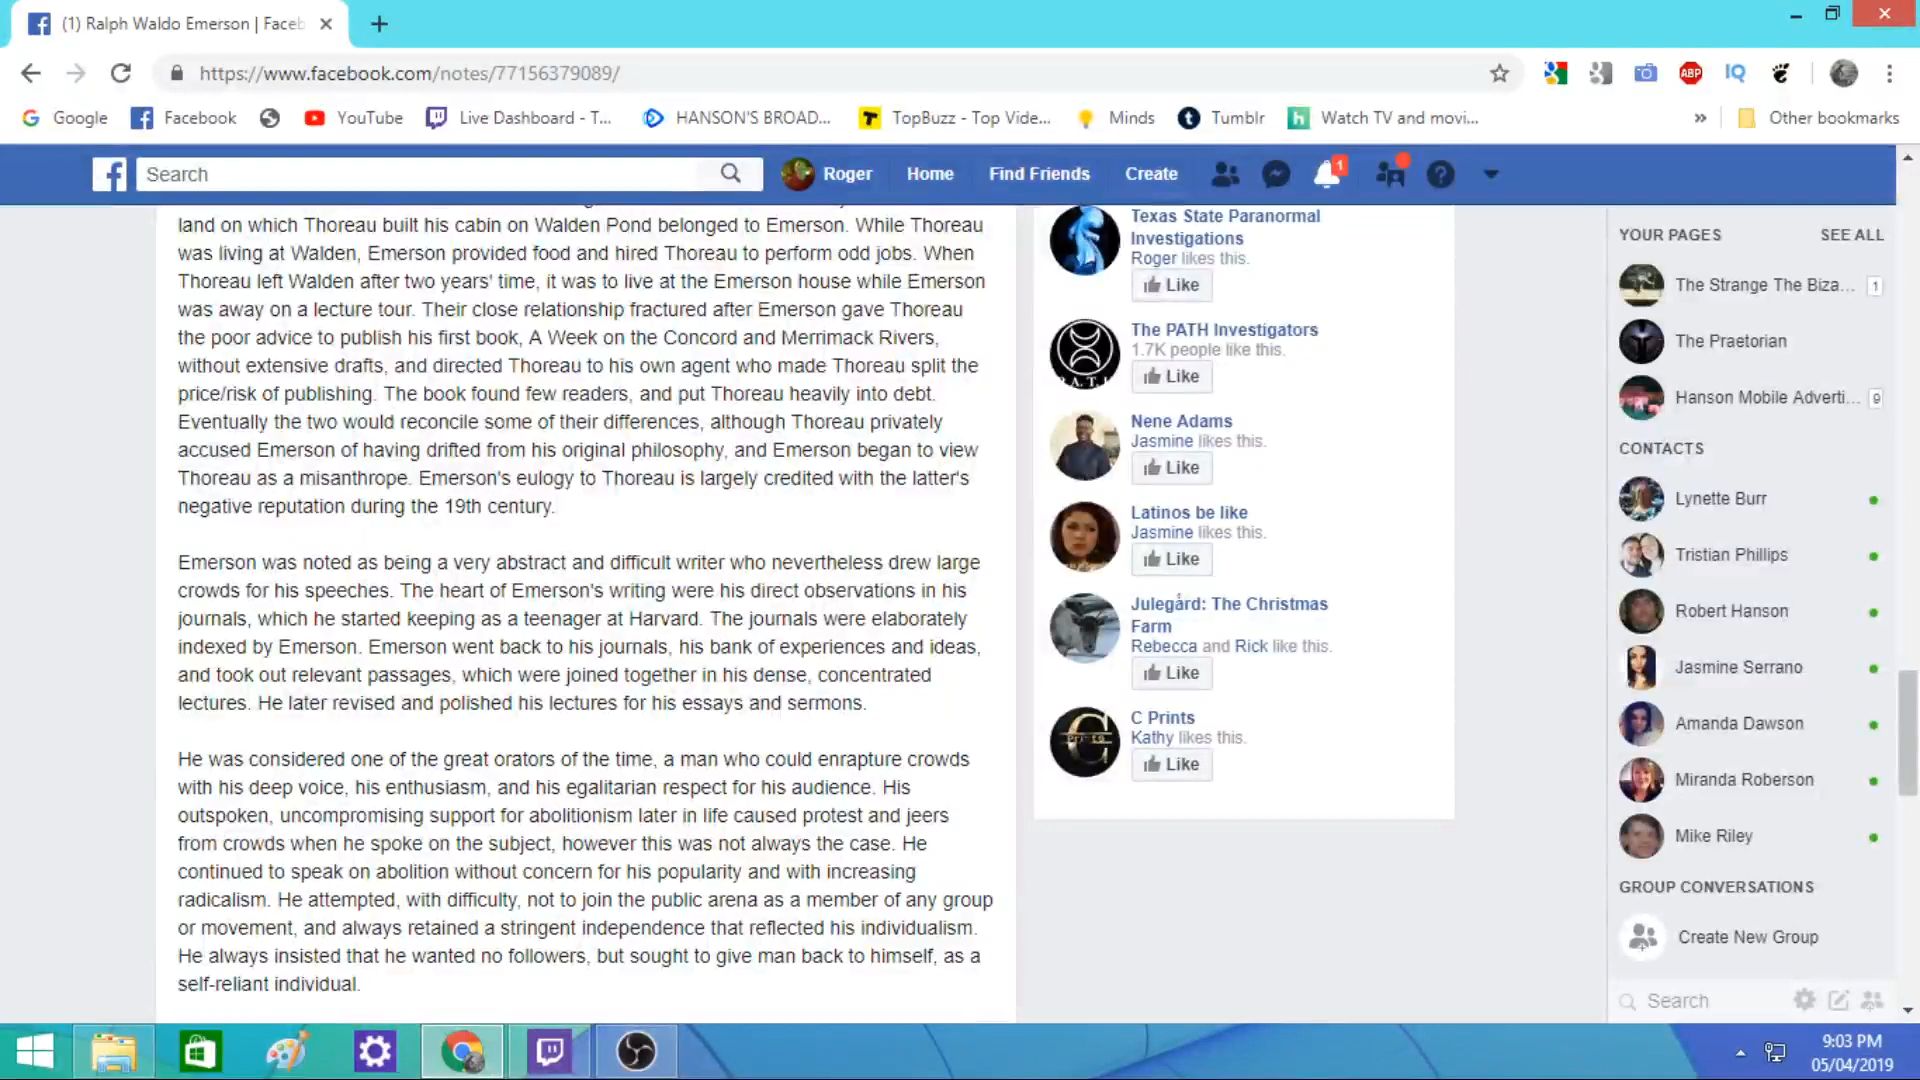 (1) Ralph Waldo Emerson | Faceb
https://www.facebook.com/notes/77156379089/
ABP
IQ
Google
Facebook
YouTube
Live Dashboard - T...
HANSON'S BROAD...
TopBuzz - Top Vide...
Minds
Tumblr
Watch TV and movi...
»
Other bookmarks
Search
Roger
Home
Find Friends
Create
1
land on which Thoreau built his cabin on Walden Pond belonged to Emerson. While Thoreau
was living at Walden, Emerson provided food and hired Thoreau to perform odd jobs. When
Thoreau left Walden after two years' time, it was to live at the Emerson house while Emerson
was away on a lecture tour. Their close relationship fractured after Emerson gave Thoreau
the poor advice to publish his first book, A Week on the Concord and Merrimack Rivers,
without extensive drafts, and directed Thoreau to his own agent who made Thoreau split the
price/risk of publishing. The book found few readers, and put Thoreau heavily into debt.
Eventually the two would reconcile some of their differences, although Thoreau privately
accused Emerson of having drifted from his original philosophy, and Emerson began to view
Thoreau as a misanthrope. Emerson's eulogy to Thoreau is largely credited with the latter's
negative reputation during the 19th century.
Emerson was noted as being a very abstract and difficult writer who nevertheless drew large
crowds for his speeches. The heart of Emerson's writing were his direct observations in his
journals, which he started keeping as a teenager at Harvard. The journals were elaborately
indexed by Emerson. Emerson went back to his journals, his bank of experiences and ideas,
and took out relevant passages, which were joined together in his dense, concentrated
lectures. He later revised and polished his lectures for his essays and sermons.
He was considered one of the great orators of the time, a man who could enrapture crowds
with his deep voice, his enthusiasm, and his egalitarian respect for his audience. His
outspoken, uncompromising support for abolitionism later in life caused protest and jeers
from crowds when he spoke on the subject, however this was not always the case. He
continued to speak on abolition without concern for his popularity and with increasing
radicalism. He attempted, with difficulty, not to join the public arena as a member of any group
or movement, and always retained a stringent independence that reflected his individualism.
He always insisted that he wanted no followers, but sought to give man back to himself, as a
self-reliant individual.
Texas State Paranormal
Investigations
Roger likes this.
Like
The PATH Investigators
1.7K people like this.
Like
Nene Adams
Jasmine likes this.
Like
Latinos be like
Jasmine likes this.
Like
Julegård: The Christmas
Farm
Rebecca and Rick like this.
Like
C Prints
Kathy likes this.
Like
YOUR PAGES
SEE ALL
The Strange The Biza...
1
The Praetorian
Hanson Mobile Adverti...
9
CONTACTS
Lynette Burr
Tristian Phillips
Robert Hanson
Jasmine Serrano
Amanda Dawson
Miranda Roberson
Mike Riley
GROUP CONVERSATIONS
Create New Group
Search
9:03 PM
05/04/2019